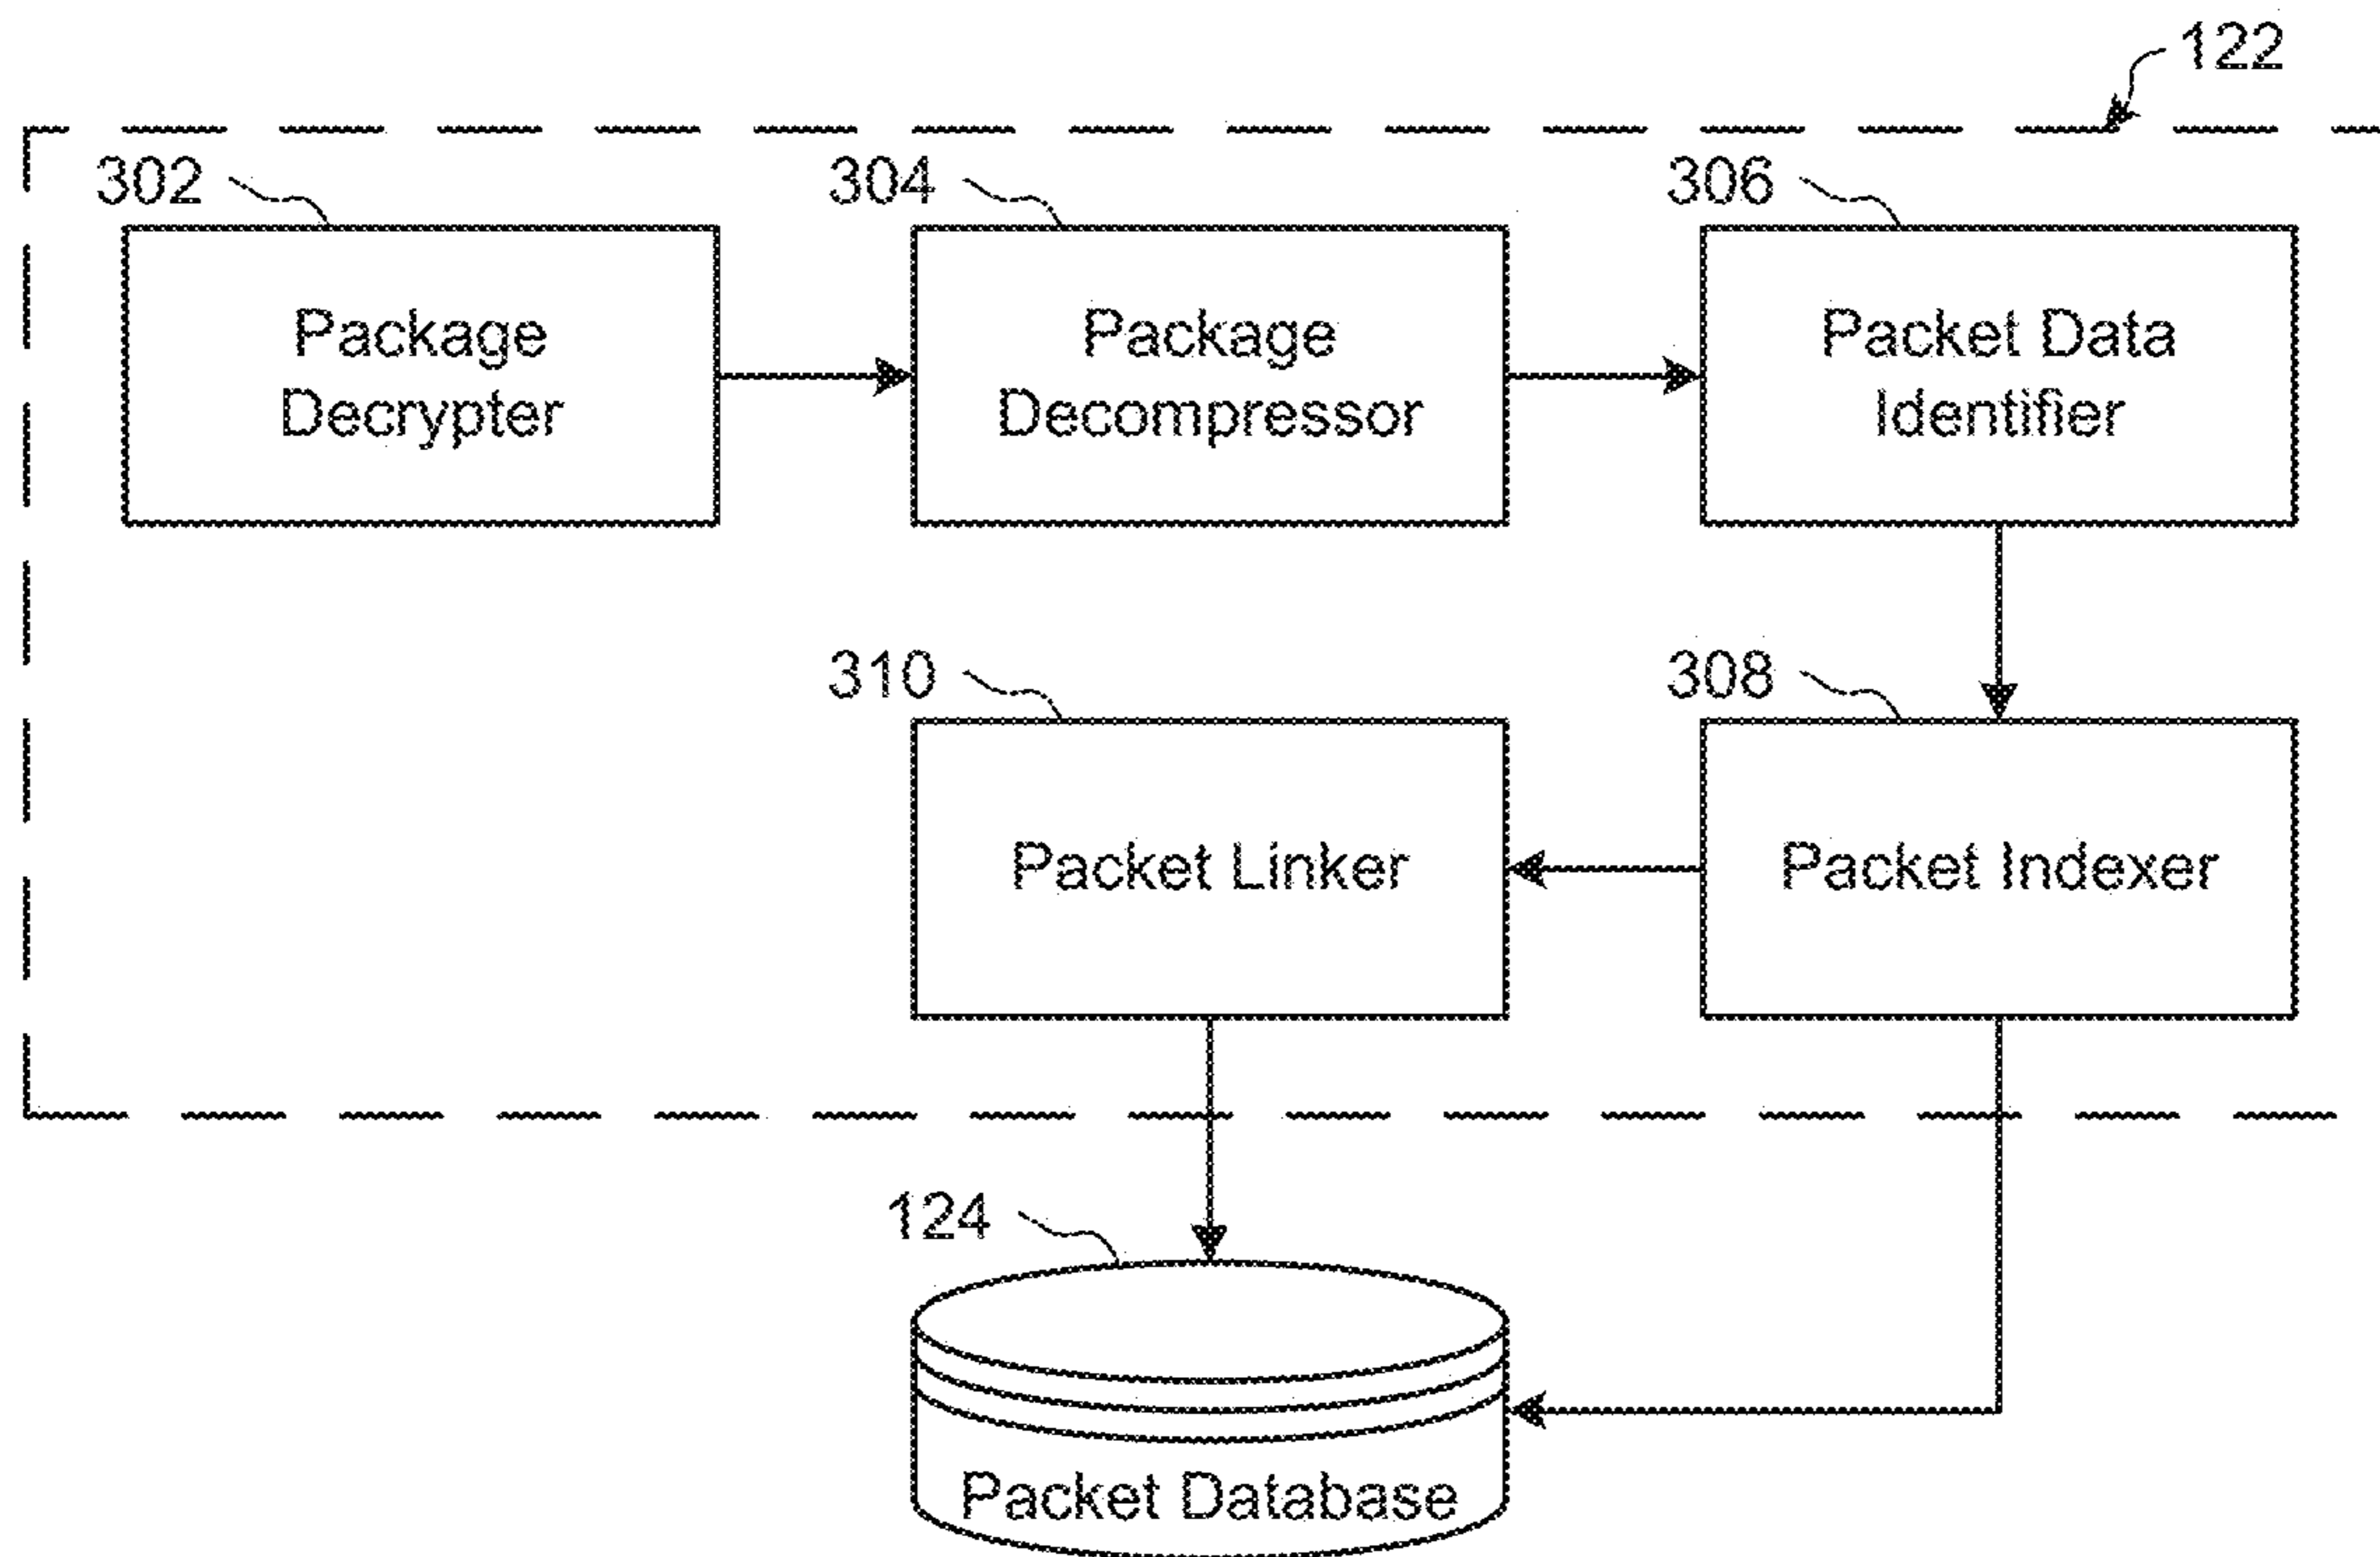 122
302
304
306
Package
Decrypter
Package
Decompressor
Packet Data
Identifier
310
308
Packet Linker
Packet Indexer
124
Packet Database